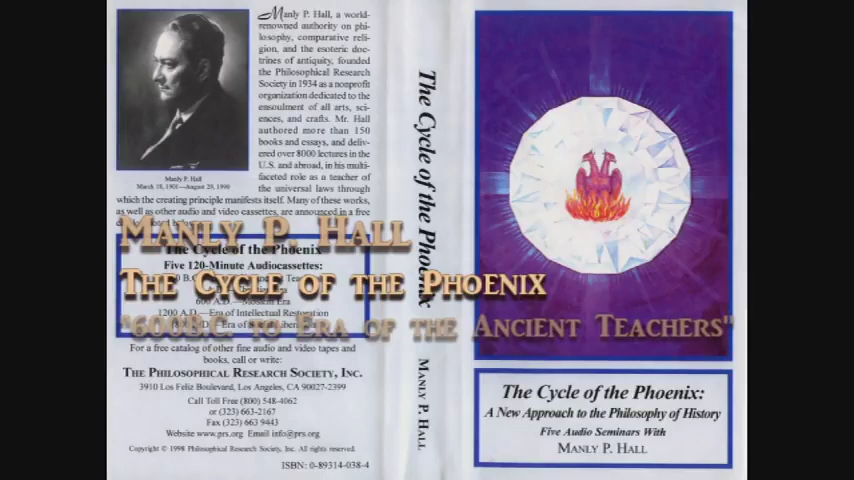 Manly P. Hall, a world-
renowned authority on phi-
losophy, comparative reli-
gion, and the esoteric doc-
trines of antiquity, founded
the Philosophical Research
Society in 1934 as a nonprofit
organization dedicated to the
ensoulment of all arts, sci-
ences, and crafts. Mr. Hall
authored more than 150
books and essays, and deliv-
ered over 8000 lectures in the
U.S. and abroad, in his multi-
faceted role as a teacher of
the universal laws through
which the creating principle manifests itself. Many of these works,
as well as other audio and video cassettes, are announced in a free
Manly P. Hall
March 18, 1901—August 29, 1990
The Cycle of the Phoenix
Five 120-Minute Audiocassettes:
600 A.D.—Moslem Era
1200 A.D.—Era of Intellectual Restoration
For a free catalog of other fine audio and video tapes and
books, call or write:
THE PHILOSOPHICAL RESEARCH SOCIETY, INC.
3910 Los Feliz Boulevard, Los Angeles, CA 90027-2399
Call Toll Free (800) 548-4062
or (323) 663-2167
Fax (323) 663 9443
Website www.prs.org Email info@prs.org
Copyright © 1998 Philosophical Research Society, Inc. All rights reserved.
ISBN: 0-89314-038-4
Manly P. Hall
The Cycle of the Phoenix
"600B.C. to Era of the Ancient Teachers"
The Cycle of the Phoenix
MANLY P. HALL
The Cycle of the Phoenix:
A New Approach to the Philosophy of History
Five Audio Seminars With
MANLY P. HALL